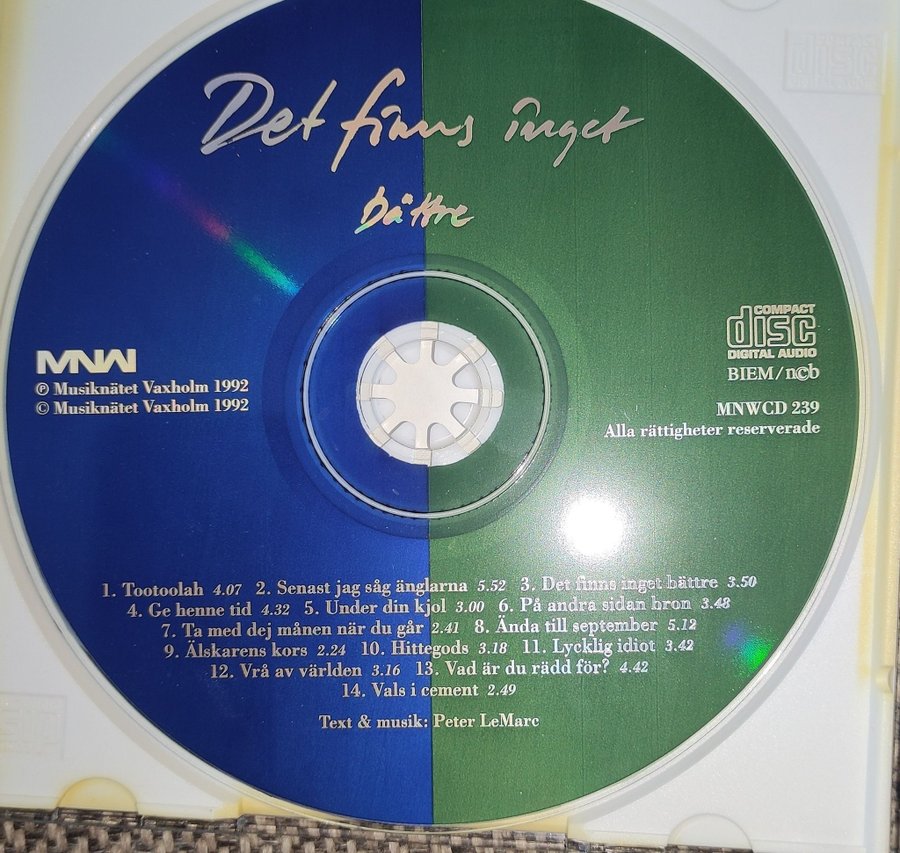 Det finns inget
bättre
COMPACT
disc
DIGITAL AUDIO
BIEM/n©b
MNW
℗ Musiknätet Vaxholm 1992
© Musiknätet Vaxholm 1992
MNWCD 239
Alla rättigheter reserverade
1. Tootoolah 4.07 2. Senast jag såg änglarna 5.52 3. Det finns inget bättre 3.50
4. Ge henne tid 4.32 5. Under din kjol 3.00 6. På andra sidan bron 3.48
7. Ta med dej månen när du går 2.41 8. Ända till september 5.12
9. Älskarens kors 2.24 10. Hittegods 3.18 11. Lycklig idiot 3.42
12. Vrå av världen 3.16 13. Vad är du rädd för? 4.42
14. Vals i cement 2.49
Text & musik: Peter LeMarc